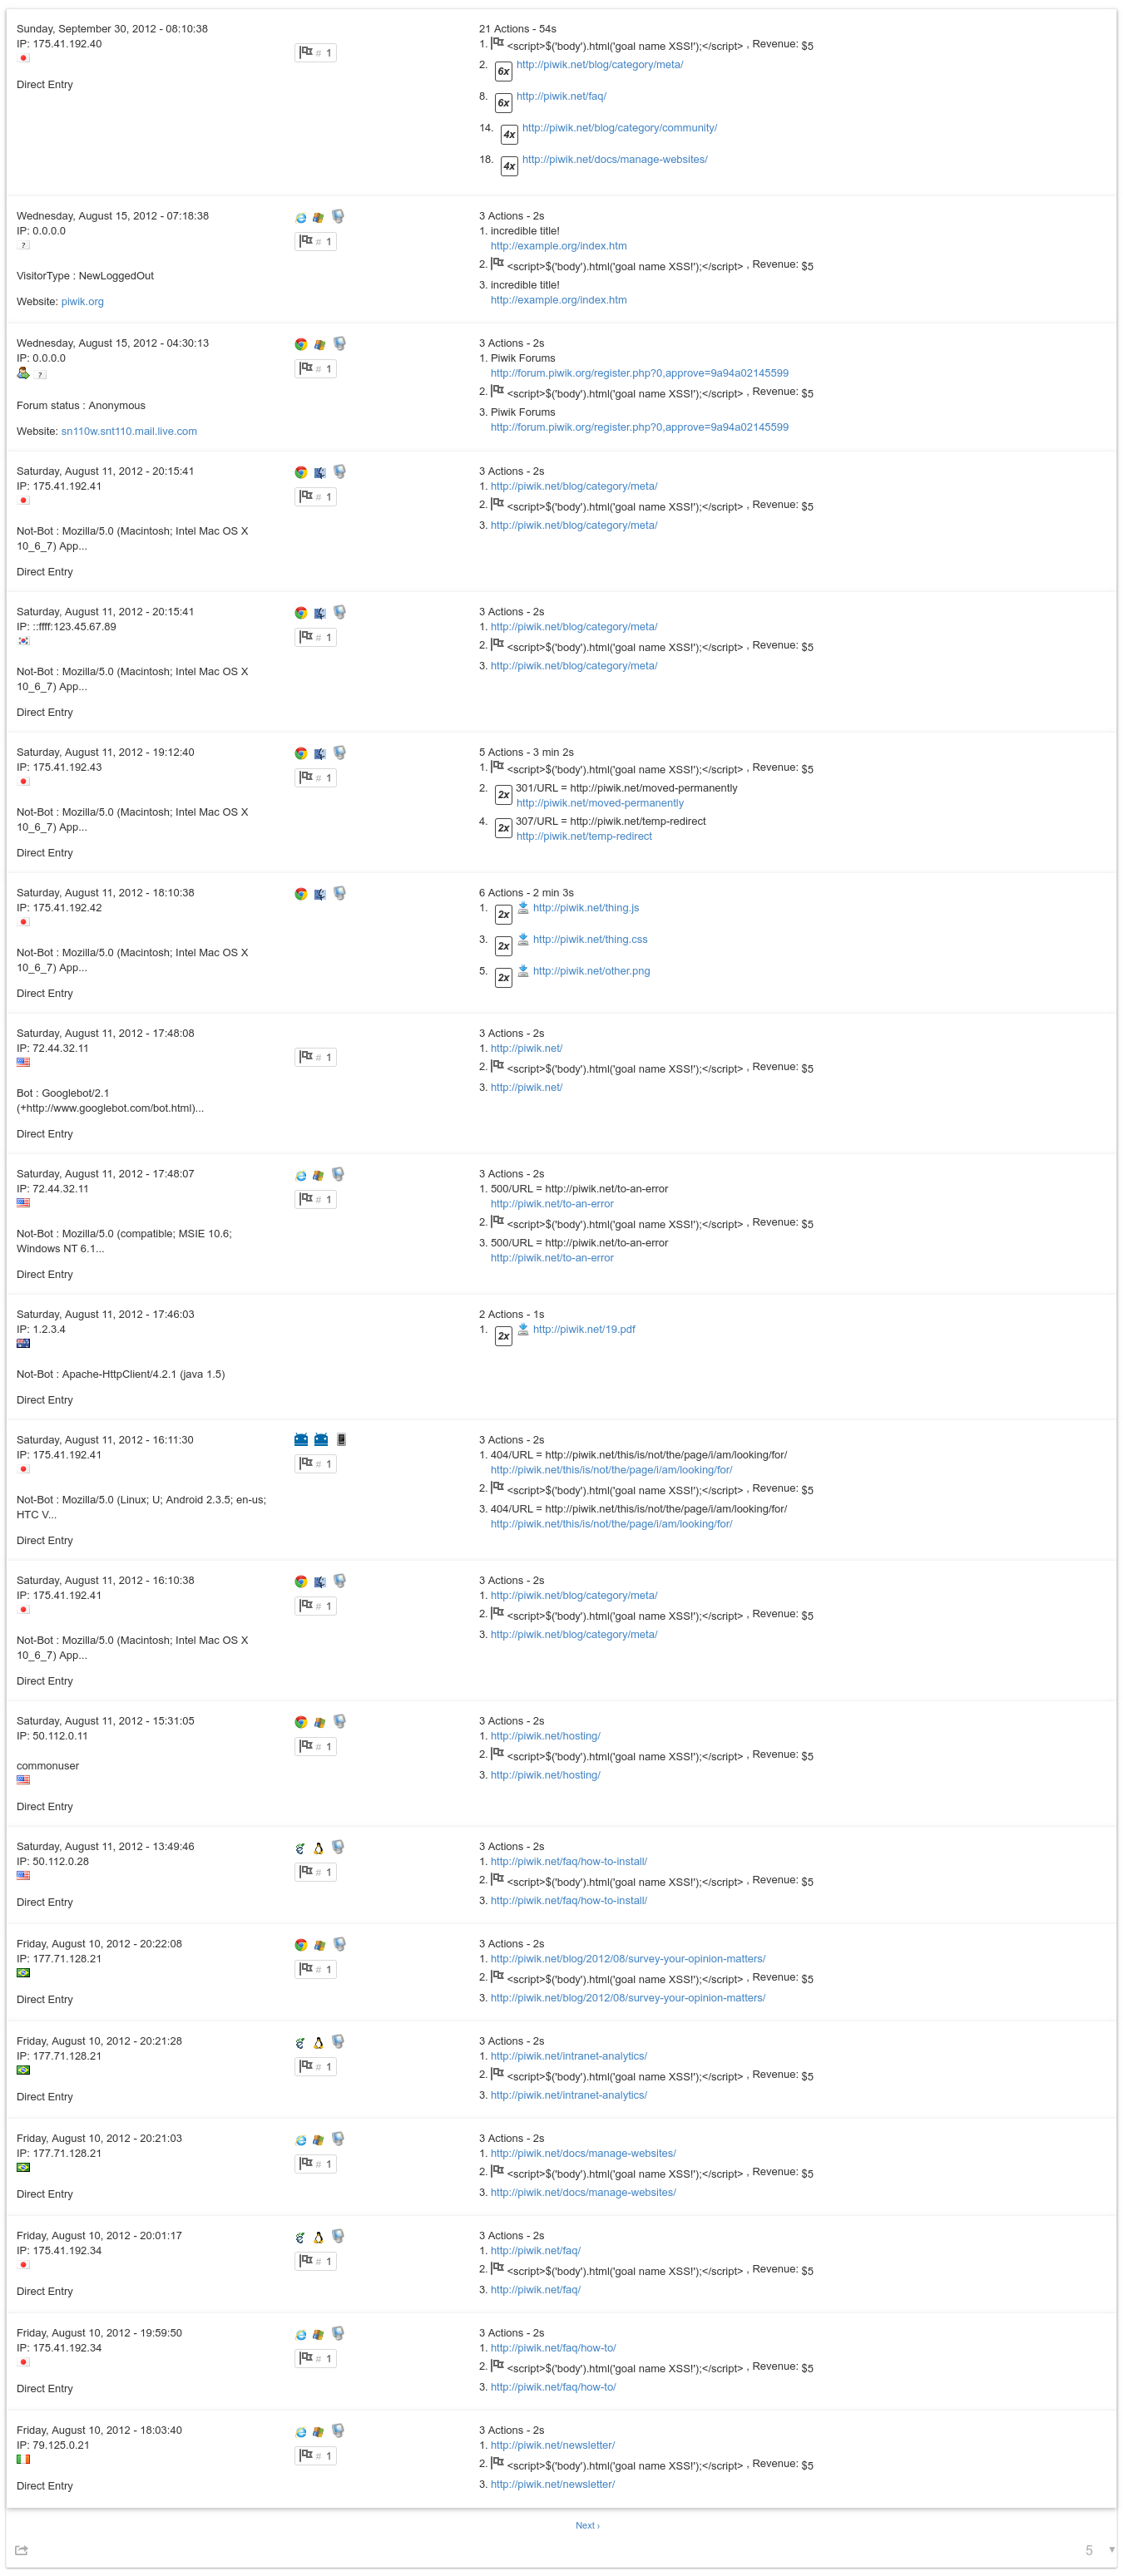 Sunday, September 30, 2012 - 08:10:38
IP: 175.41.192.40
Direct Entry
# 1
21 Actions - 54s
1. <script>$('body').html('goal name XSS!');</script> , Revenue: $5
2. 6x http://piwik.net/blog/category/meta/
8. 6x http://piwik.net/faq/
14. 4x http://piwik.net/blog/category/community/
18. 4x http://piwik.net/docs/manage-websites/
Wednesday, August 15, 2012 - 07:18:38
IP: 0.0.0.0
?
VisitorType : NewLoggedOut
Website: piwik.org
# 1
3 Actions - 2s
1. incredible title!
http://example.org/index.htm
2. <script>$('body').html('goal name XSS!');</script> , Revenue: $5
3. incredible title!
http://example.org/index.htm
Wednesday, August 15, 2012 - 04:30:13
IP: 0.0.0.0
?
Forum status : Anonymous
Website: sn110w.snt110.mail.live.com
# 1
3 Actions - 2s
1. Piwik Forums
http://forum.piwik.org/register.php?0,approve=9a94a02145599
2. <script>$('body').html('goal name XSS!');</script> , Revenue: $5
3. Piwik Forums
http://forum.piwik.org/register.php?0,approve=9a94a02145599
Saturday, August 11, 2012 - 20:15:41
IP: 175.41.192.41
Not-Bot : Mozilla/5.0 (Macintosh; Intel Mac OS X
10_6_7) App...
Direct Entry
# 1
3 Actions - 2s
1. http://piwik.net/blog/category/meta/
2. <script>$('body').html('goal name XSS!');</script> , Revenue: $5
3. http://piwik.net/blog/category/meta/
Saturday, August 11, 2012 - 20:15:41
IP: ::ffff:123.45.67.89
Not-Bot : Mozilla/5.0 (Macintosh; Intel Mac OS X
10_6_7) App...
Direct Entry
# 1
3 Actions - 2s
1. http://piwik.net/blog/category/meta/
2. <script>$('body').html('goal name XSS!');</script> , Revenue: $5
3. http://piwik.net/blog/category/meta/
Saturday, August 11, 2012 - 19:12:40
IP: 175.41.192.43
Not-Bot : Mozilla/5.0 (Macintosh; Intel Mac OS X
10_6_7) App...
Direct Entry
# 1
5 Actions - 3 min 2s
1. <script>$('body').html('goal name XSS!');</script> , Revenue: $5
2. 2x 301/URL = http://piwik.net/moved-permanently
http://piwik.net/moved-permanently
4. 2x 307/URL = http://piwik.net/temp-redirect
http://piwik.net/temp-redirect
Saturday, August 11, 2012 - 18:10:38
IP: 175.41.192.42
Not-Bot : Mozilla/5.0 (Macintosh; Intel Mac OS X
10_6_7) App...
Direct Entry
6 Actions - 2 min 3s
1. 2x http://piwik.net/thing.js
3. 2x http://piwik.net/thing.css
5. 2x http://piwik.net/other.png
Saturday, August 11, 2012 - 17:48:08
IP: 72.44.32.11
Bot : Googlebot/2.1
(+http://www.googlebot.com/bot.html)...
Direct Entry
# 1
3 Actions - 2s
1. http://piwik.net/
2. <script>$('body').html('goal name XSS!');</script> , Revenue: $5
3. http://piwik.net/
Saturday, August 11, 2012 - 17:48:07
IP: 72.44.32.11
Not-Bot : Mozilla/5.0 (compatible; MSIE 10.6;
Windows NT 6.1...
Direct Entry
# 1
3 Actions - 2s
1. 500/URL = http://piwik.net/to-an-error
http://piwik.net/to-an-error
2. <script>$('body').html('goal name XSS!');</script> , Revenue: $5
3. 500/URL = http://piwik.net/to-an-error
http://piwik.net/to-an-error
Saturday, August 11, 2012 - 17:46:03
IP: 1.2.3.4
Not-Bot : Apache-HttpClient/4.2.1 (java 1.5)
Direct Entry
2 Actions - 1s
1. 2x http://piwik.net/19.pdf
Saturday, August 11, 2012 - 16:11:30
IP: 175.41.192.41
Not-Bot : Mozilla/5.0 (Linux; U; Android 2.3.5; en-us;
HTC V...
Direct Entry
# 1
3 Actions - 2s
1. 404/URL = http://piwik.net/this/is/not/the/page/i/am/looking/for/
http://piwik.net/this/is/not/the/page/i/am/looking/for/
2. <script>$('body').html('goal name XSS!');</script> , Revenue: $5
3. 404/URL = http://piwik.net/this/is/not/the/page/i/am/looking/for/
http://piwik.net/this/is/not/the/page/i/am/looking/for/
Saturday, August 11, 2012 - 16:10:38
IP: 175.41.192.41
Not-Bot : Mozilla/5.0 (Macintosh; Intel Mac OS X
10_6_7) App...
Direct Entry
# 1
3 Actions - 2s
1. http://piwik.net/blog/category/meta/
2. <script>$('body').html('goal name XSS!');</script> , Revenue: $5
3. http://piwik.net/blog/category/meta/
Saturday, August 11, 2012 - 15:31:05
IP: 50.112.0.11
commonuser
Direct Entry
# 1
3 Actions - 2s
1. http://piwik.net/hosting/
2. <script>$('body').html('goal name XSS!');</script> , Revenue: $5
3. http://piwik.net/hosting/
Saturday, August 11, 2012 - 13:49:46
IP: 50.112.0.28
Direct Entry
# 1
3 Actions - 2s
1. http://piwik.net/faq/how-to-install/
2. <script>$('body').html('goal name XSS!');</script> , Revenue: $5
3. http://piwik.net/faq/how-to-install/
Friday, August 10, 2012 - 20:22:08
IP: 177.71.128.21
Direct Entry
# 1
3 Actions - 2s
1. http://piwik.net/blog/2012/08/survey-your-opinion-matters/
2. <script>$('body').html('goal name XSS!');</script> , Revenue: $5
3. http://piwik.net/blog/2012/08/survey-your-opinion-matters/
Friday, August 10, 2012 - 20:21:28
IP: 177.71.128.21
Direct Entry
# 1
3 Actions - 2s
1. http://piwik.net/intranet-analytics/
2. <script>$('body').html('goal name XSS!');</script> , Revenue: $5
3. http://piwik.net/intranet-analytics/
Friday, August 10, 2012 - 20:21:03
IP: 177.71.128.21
Direct Entry
# 1
3 Actions - 2s
1. http://piwik.net/docs/manage-websites/
2. <script>$('body').html('goal name XSS!');</script> , Revenue: $5
3. http://piwik.net/docs/manage-websites/
Friday, August 10, 2012 - 20:01:17
IP: 175.41.192.34
Direct Entry
# 1
3 Actions - 2s
1. http://piwik.net/faq/
2. <script>$('body').html('goal name XSS!');</script> , Revenue: $5
3. http://piwik.net/faq/
Friday, August 10, 2012 - 19:59:50
IP: 175.41.192.34
Direct Entry
# 1
3 Actions - 2s
1. http://piwik.net/faq/how-to/
2. <script>$('body').html('goal name XSS!');</script> , Revenue: $5
3. http://piwik.net/faq/how-to/
Friday, August 10, 2012 - 18:03:40
IP: 79.125.0.21
Direct Entry
# 1
3 Actions - 2s
1. http://piwik.net/newsletter/
2. <script>$('body').html('goal name XSS!');</script> , Revenue: $5
3. http://piwik.net/newsletter/
Next ›
5